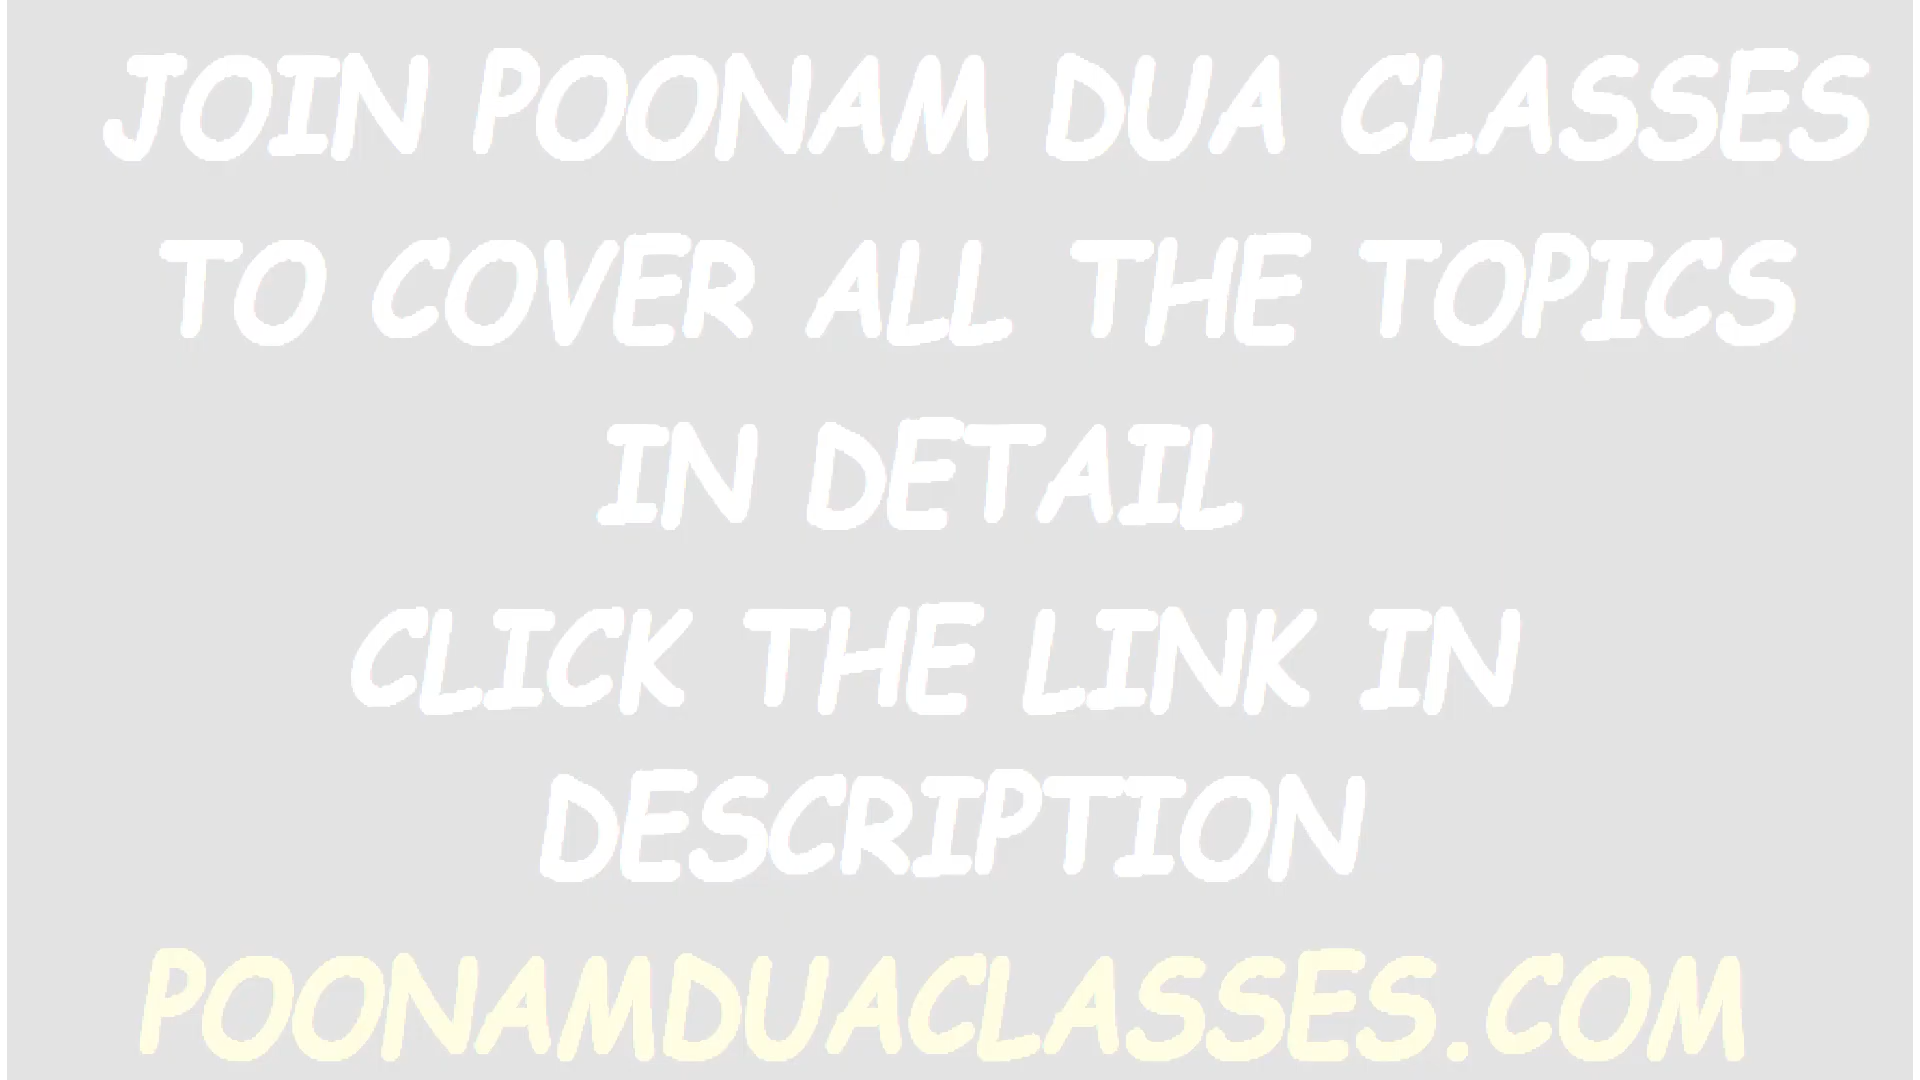 JOIN POONAM DUA CLASSES
TO COVER ALL THE TOPICS
IN DETAIL
CLICK THE LINK IN
DESCRIPTION
POONAMDUACLASSES.COM